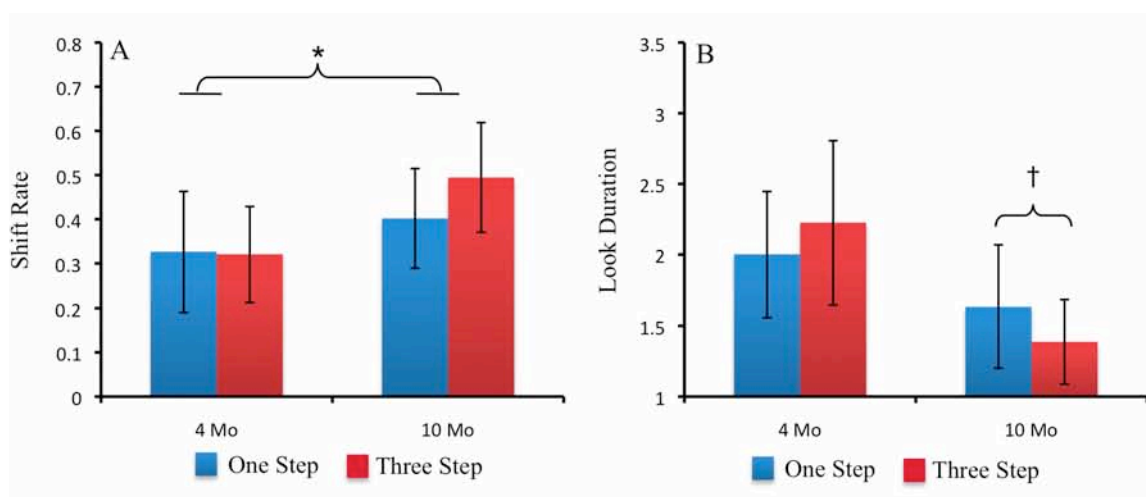 A
*
0.8
0.7
0.6
0.5
0.4
0.3
0.2
0.1
0
Shift Rate
4 Mo
10 Mo
One Step
Three Step
B
†
3.5
3
2.5
2
1.5
1
Look Duration
4 Mo
10 Mo
One Step
Three Step